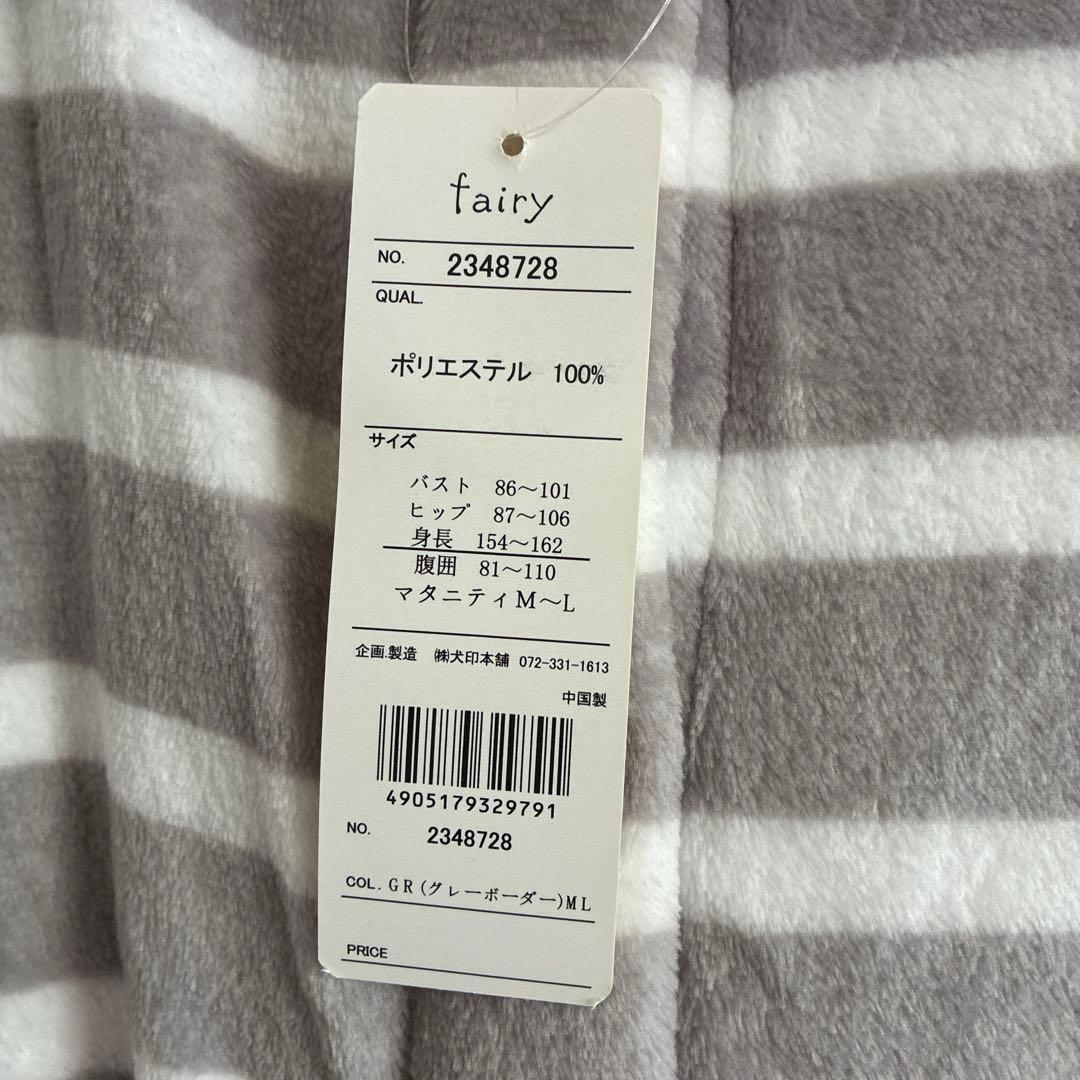 fairy
NO. 2348728
QUAL.
ポリエステル 100%
サイズ
バスト 86～101
ヒップ 87～106
身長 154～162
腹囲 81～110
マタニティM～L
企画.製造 ㈱犬印本舗 072-331-1613
中国製
4905179329791
NO. 2348728
COL. GR(グレーボーダー)ML
PRICE